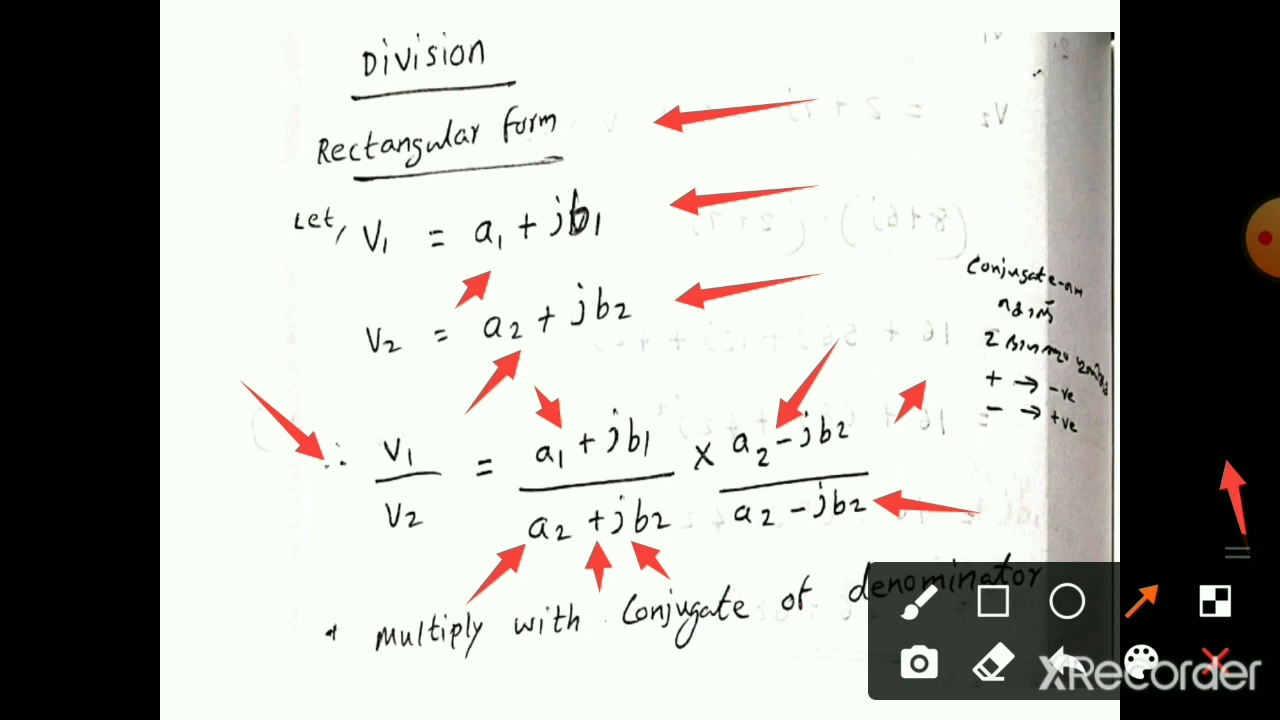 Division
Rectangular form
Let, V₁ = a₁ + jb₁
V₂ = a₂ + jb₂
∴ V₁/V₂ = (a₁ + jb₁)/(a₂ + jb₂) × (a₂ - jb₂)/(a₂ - jb₂)
* Multiply with Conjugate of denominator
Conjugate
2
+ → -ve
- → +ve
XRecorder